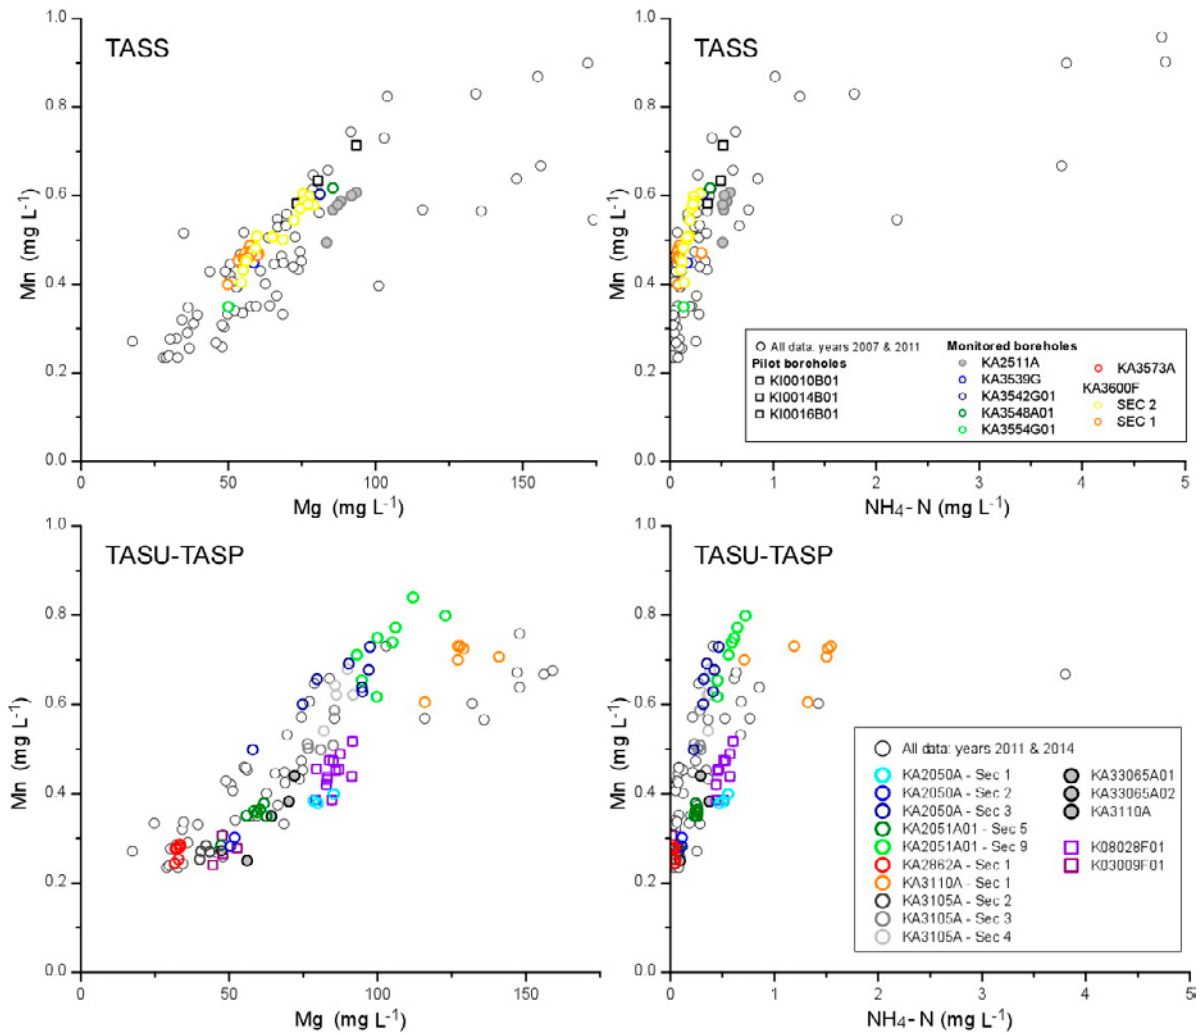 TASS
1.0
0.8
0.6
0.4
0.2
0.0
Mn (mg L-1)
0
50
100
150
Mg (mg L-1)
TASS
1.0
0.8
0.6
0.4
0.2
0.0
Mn (mg L-1)
0
1
2
3
4
5
NH4- N (mg L-1)
All data: years 2007 & 2011
Pilot boreholes
KI0010B01
KI0014B01
KI0016B01
Monitored boreholes
KA2511A
KA3539G
KA3542G01
KA3548A01
KA3554G01
KA3573A
KA3600F
SEC 2
SEC 1
TASU-TASP
1.0
0.8
0.6
0.4
0.2
0.0
Mn (mg L-1)
0
50
100
150
Mg (mg L-1)
TASU-TASP
1.0
0.8
0.6
0.4
0.2
0.0
Mn (mg L-1)
0
1
2
3
4
5
NH4- N (mg L-1)
All data: years 2011 & 2014
KA2050A - Sec 1
KA2050A - Sec 2
KA2050A - Sec 3
KA2051A01 - Sec 5
KA2051A01 - Sec 9
KA2862A - Sec 1
KA3110A - Sec 1
KA3105A - Sec 2
KA3105A - Sec 3
KA3105A - Sec 4
KA33065A01
KA33065A02
KA3110A
K08028F01
K03009F01